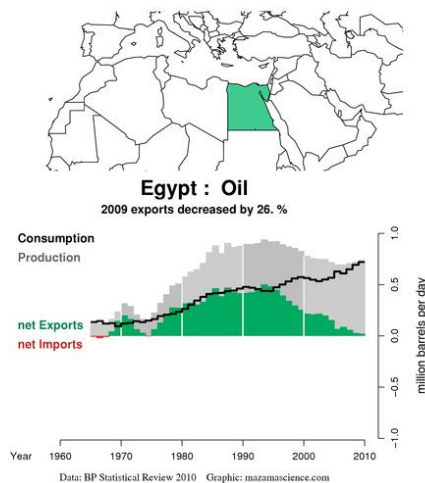 Egypt : Oil
2009 exports decreased by 26. %
Consumption
Production
net Exports
net Imports
1.0
0.5
0.0
−0.5
−1.0
million barrels per day
Year 1960 1970 1980 1990 2000 2010
Data: BP Statistical Review 2010 Graphic: mazamascience.com